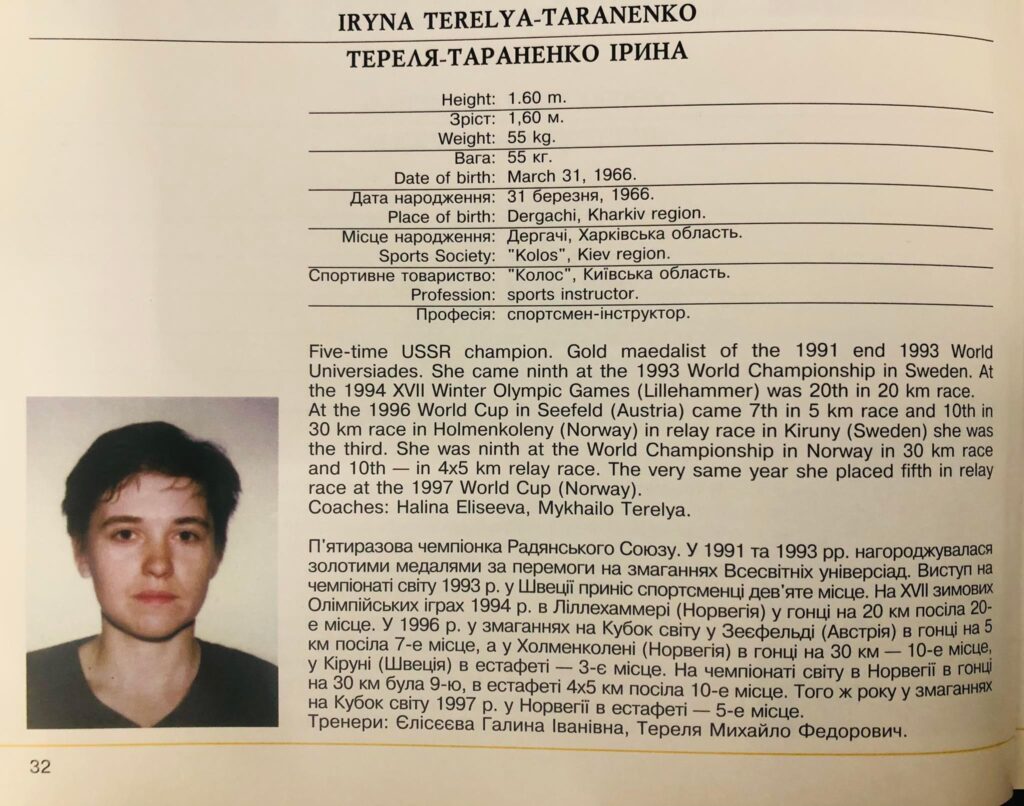 IRYNA TERELYA-TARANENKO
ТЕРЕЛЯ-ТАРАНЕНКО ІРИНА
Height: 1.60 m.
Зріст: 1,60 м.
Weight: 55 kg.
Вага: 55 кг.
Date of birth: March 31, 1966.
Дата народження: 31 березня, 1966.
Place of birth: Dergachi, Kharkiv region.
Місце народження: Дергачі, Харківська область.
Sports Society: "Kolos", Kiev region.
Спортивне товариство: "Колос", Київська область.
Profession: sports instructor.
Професія: спортсмен-інструктор.
Five-time USSR champion. Gold maedalist of the 1991 end 1993 World
Universiades. She came ninth at the 1993 World Championship in Sweden. At
the 1994 XVII Winter Olympic Games (Lillehammer) was 20th in 20 km race.
At the 1996 World Cup in Seefeld (Austria) came 7th in 5 km race and 10th in
30 km race in Holmenkoleny (Norway) in relay race in Kiruny (Sweden) she was
the third. She was ninth at the World Championship in Norway in 30 km race
and 10th — in 4x5 km relay race. The very same year she placed fifth in relay
race at the 1997 World Cup (Norway).
Coaches: Halina Eliseeva, Mykhailo Terelya.
П'ятиразова чемпіонка Радянського Союзу. У 1991 та 1993 рр. нагороджувалася
золотими медалями за перемоги на змаганнях Всесвітніх універсіад. Виступ на
чемпіонаті світу 1993 р. у Швеції приніс спортсменці дев'яте місце. На XVII зимових
Олімпійських іграх 1994 р. в Ліллехаммері (Норвегія) у гонці на 20 км посіла 20-
е місце. У 1996 р. у змаганнях на Кубок світу у Зеєфельді (Австрія) в гонці на 5
км посіла 7-е місце, а у Холменколені (Норвегія) в гонці на 30 км — 10-е місце,
у Кіруні (Швеція) в естафеті — 3-є місце. На чемпіонаті світу в Норвегії в гонці
на 30 км була 9-ю, в естафеті 4х5 км посіла 10-е місце. Того ж року у змаганнях
на Кубок світу 1997 р. у Норвегії в естафеті — 5-е місце.
Тренери: Єлісєєва Галина Іванівна, Тереля Михайло Федорович.
32